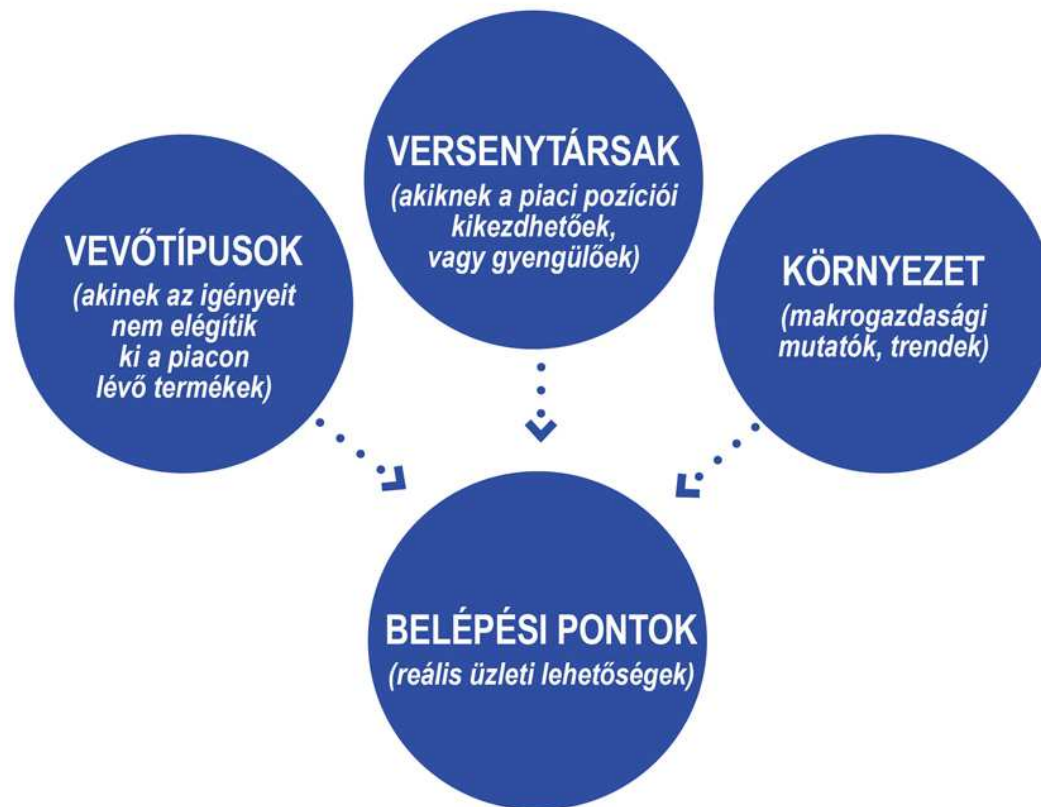 VEVŐTÍPUSOK
(akinek az igényeit
nem elégítik
ki a piacon
lévő termékek)
VERSENYTÁRSAK
(akiknek a piaci pozíciói
kikezdhetőek,
vagy gyengülőek)
KÖRNYEZET
(makrogazdasági
mutatók, trendek)
BELÉPÉSI PONTOK
(reális üzleti lehetőségek)